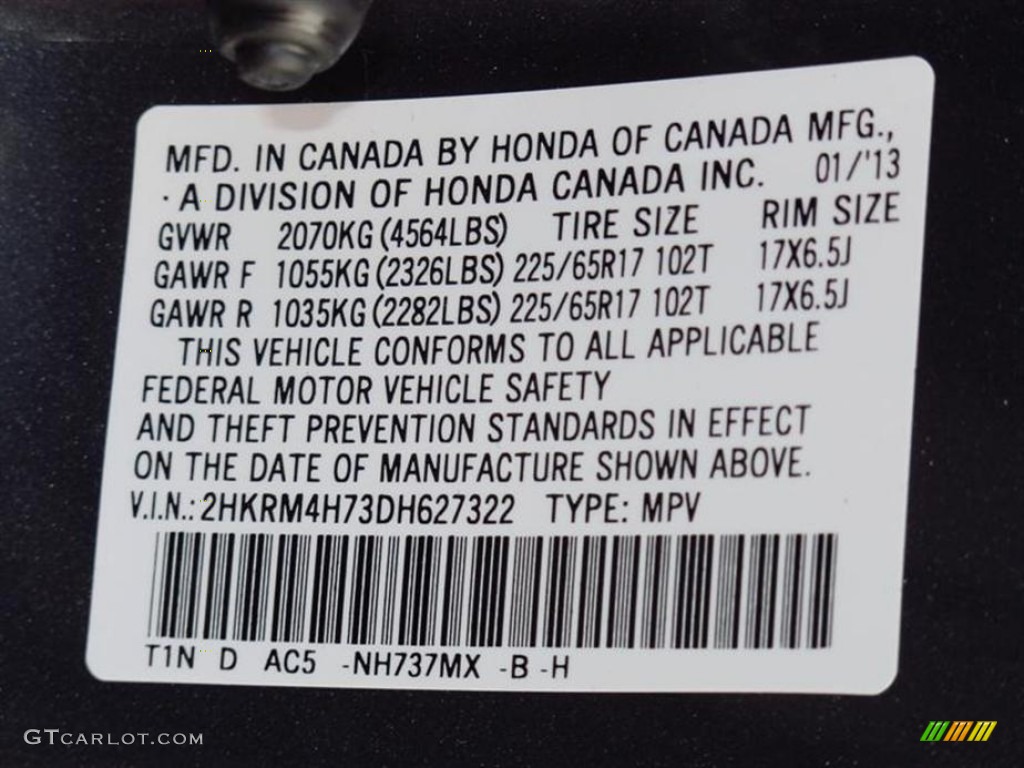 MFD. IN CANADA BY HONDA OF CANADA MFG.,
· A DIVISION OF HONDA CANADA INC. 01/'13
GVWR 2070KG (4564LBS) TIRE SIZE RIM SIZE
GAWR F 1055KG (2326LBS) 225/65R17 102T 17X6.5J
GAWR R 1035KG (2282LBS) 225/65R17 102T 17X6.5J
THIS VEHICLE CONFORMS TO ALL APPLICABLE
FEDERAL MOTOR VEHICLE SAFETY
AND THEFT PREVENTION STANDARDS IN EFFECT
ON THE DATE OF MANUFACTURE SHOWN ABOVE.
V.I.N.: 2HKRM4H73DH627322 TYPE: MPV
T1N D AC5 -NH737MX -B -H
GTCARLOT.COM